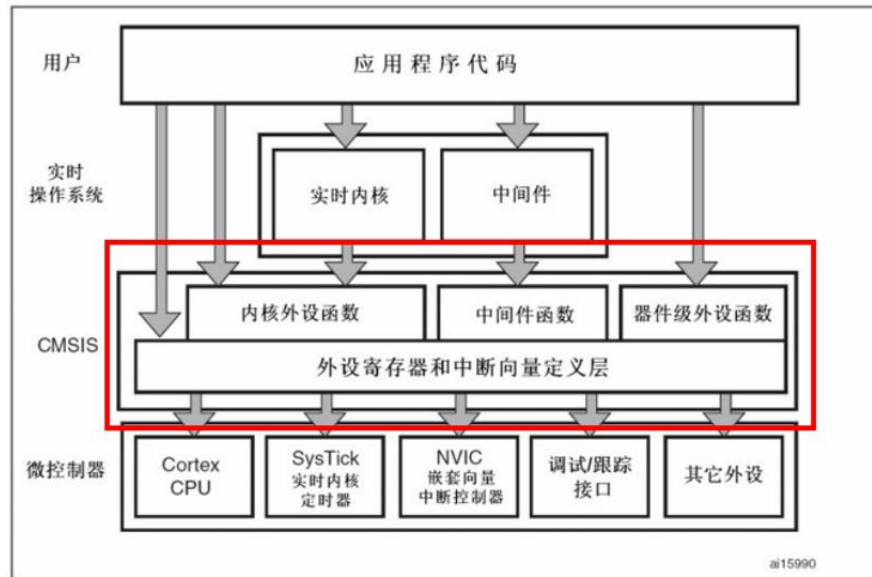 用户
应用程序代码
实时
操作系统
实时内核
中间件
CMSIS
内核外设函数
中间件函数
器件级外设函数
外设寄存器和中断向量定义层
微控制器
Cortex
CPU
SysTick
实时内核
定时器
NVIC
嵌套向量
中断控制器
调试/跟踪
接口
其它外设
ai15990